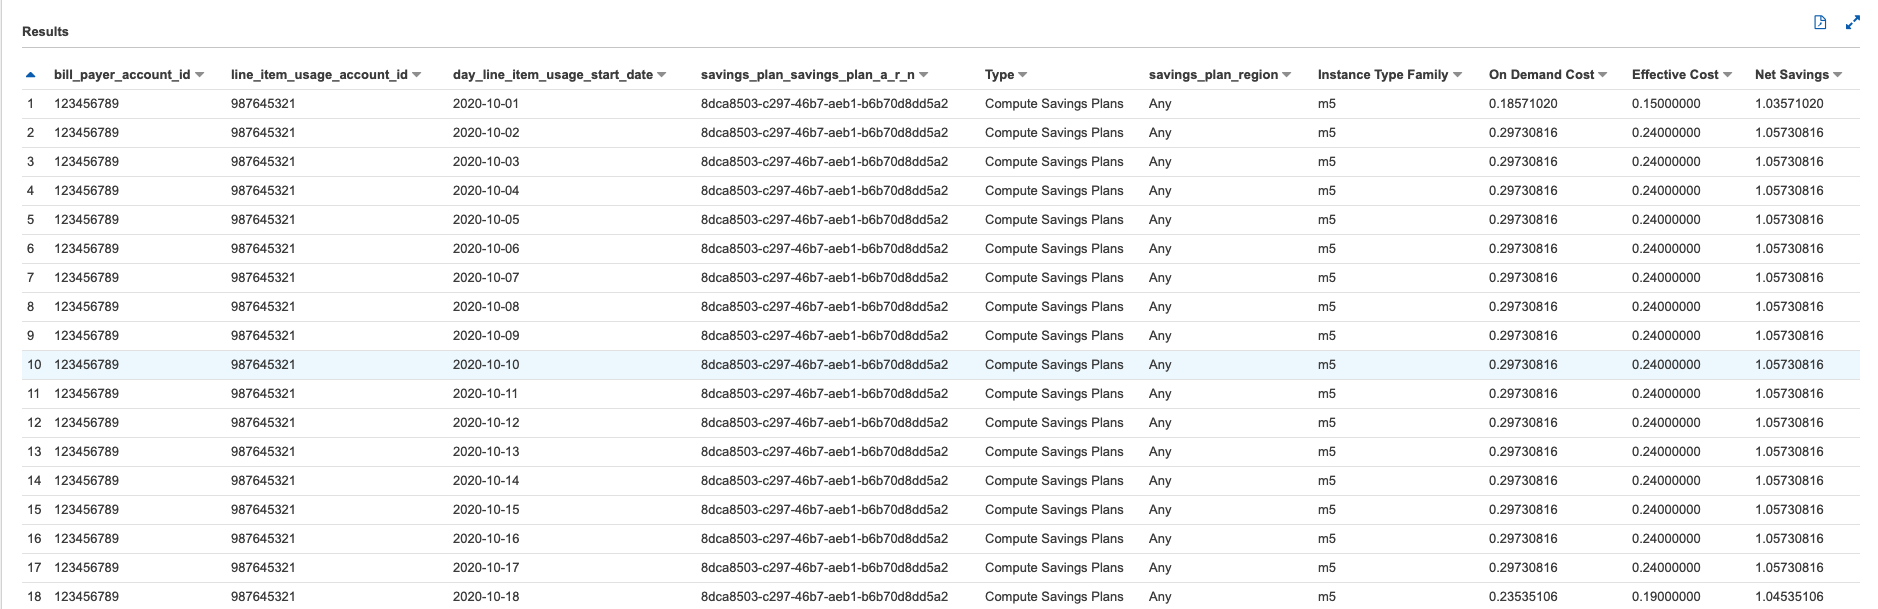 Results
bill_payer_account_id line_item_usage_account_id day_line_item_usage_start_date savings_plan_savings_plan_a_r_n Type savings_plan_region Instance Type Family On Demand Cost Effective Cost Net Savings
1 123456789 987645321 2020-10-01 8dca8503-c297-46b7-aeb1-b6b70d8dd5a2 Compute Savings Plans Any m5 0.18571020 0.15000000 1.03571020
2 123456789 987645321 2020-10-02 8dca8503-c297-46b7-aeb1-b6b70d8dd5a2 Compute Savings Plans Any m5 0.29730816 0.24000000 1.05730816
3 123456789 987645321 2020-10-03 8dca8503-c297-46b7-aeb1-b6b70d8dd5a2 Compute Savings Plans Any m5 0.29730816 0.24000000 1.05730816
4 123456789 987645321 2020-10-04 8dca8503-c297-46b7-aeb1-b6b70d8dd5a2 Compute Savings Plans Any m5 0.29730816 0.24000000 1.05730816
5 123456789 987645321 2020-10-05 8dca8503-c297-46b7-aeb1-b6b70d8dd5a2 Compute Savings Plans Any m5 0.29730816 0.24000000 1.05730816
6 123456789 987645321 2020-10-06 8dca8503-c297-46b7-aeb1-b6b70d8dd5a2 Compute Savings Plans Any m5 0.29730816 0.24000000 1.05730816
7 123456789 987645321 2020-10-07 8dca8503-c297-46b7-aeb1-b6b70d8dd5a2 Compute Savings Plans Any m5 0.29730816 0.24000000 1.05730816
8 123456789 987645321 2020-10-08 8dca8503-c297-46b7-aeb1-b6b70d8dd5a2 Compute Savings Plans Any m5 0.29730816 0.24000000 1.05730816
9 123456789 987645321 2020-10-09 8dca8503-c297-46b7-aeb1-b6b70d8dd5a2 Compute Savings Plans Any m5 0.29730816 0.24000000 1.05730816
10 123456789 987645321 2020-10-10 8dca8503-c297-46b7-aeb1-b6b70d8dd5a2 Compute Savings Plans Any m5 0.29730816 0.24000000 1.05730816
11 123456789 987645321 2020-10-11 8dca8503-c297-46b7-aeb1-b6b70d8dd5a2 Compute Savings Plans Any m5 0.29730816 0.24000000 1.05730816
12 123456789 987645321 2020-10-12 8dca8503-c297-46b7-aeb1-b6b70d8dd5a2 Compute Savings Plans Any m5 0.29730816 0.24000000 1.05730816
13 123456789 987645321 2020-10-13 8dca8503-c297-46b7-aeb1-b6b70d8dd5a2 Compute Savings Plans Any m5 0.29730816 0.24000000 1.05730816
14 123456789 987645321 2020-10-14 8dca8503-c297-46b7-aeb1-b6b70d8dd5a2 Compute Savings Plans Any m5 0.29730816 0.24000000 1.05730816
15 123456789 987645321 2020-10-15 8dca8503-c297-46b7-aeb1-b6b70d8dd5a2 Compute Savings Plans Any m5 0.29730816 0.24000000 1.05730816
16 123456789 987645321 2020-10-16 8dca8503-c297-46b7-aeb1-b6b70d8dd5a2 Compute Savings Plans Any m5 0.29730816 0.24000000 1.05730816
17 123456789 987645321 2020-10-17 8dca8503-c297-46b7-aeb1-b6b70d8dd5a2 Compute Savings Plans Any m5 0.29730816 0.24000000 1.05730816
18 123456789 987645321 2020-10-18 8dca8503-c297-46b7-aeb1-b6b70d8dd5a2 Compute Savings Plans Any m5 0.23535106 0.19000000 1.04535106